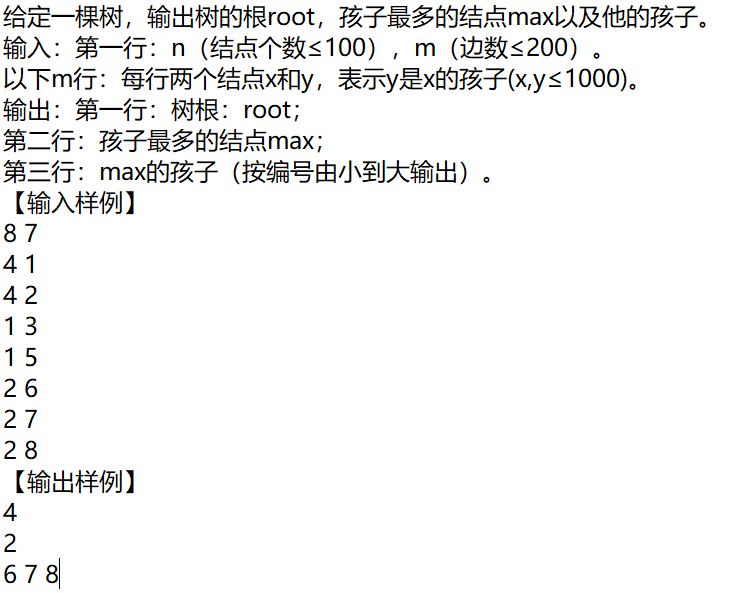 给定一棵树，输出树的根root，孩子最多的结点max以及他的孩子。
输入：第一行：n（结点个数≤100），m（边数≤200）。
以下m行：每行两个结点x和y，表示y是x的孩子(x,y≤1000)。
输出：第一行：树根：root；
第二行：孩子最多的结点max；
第三行：max的孩子（按编号由小到大输出）。
【输入样例】
8 7
4 1
4 2
1 3
1 5
2 6
2 7
2 8
【输出样例】
4
2
6 7 8